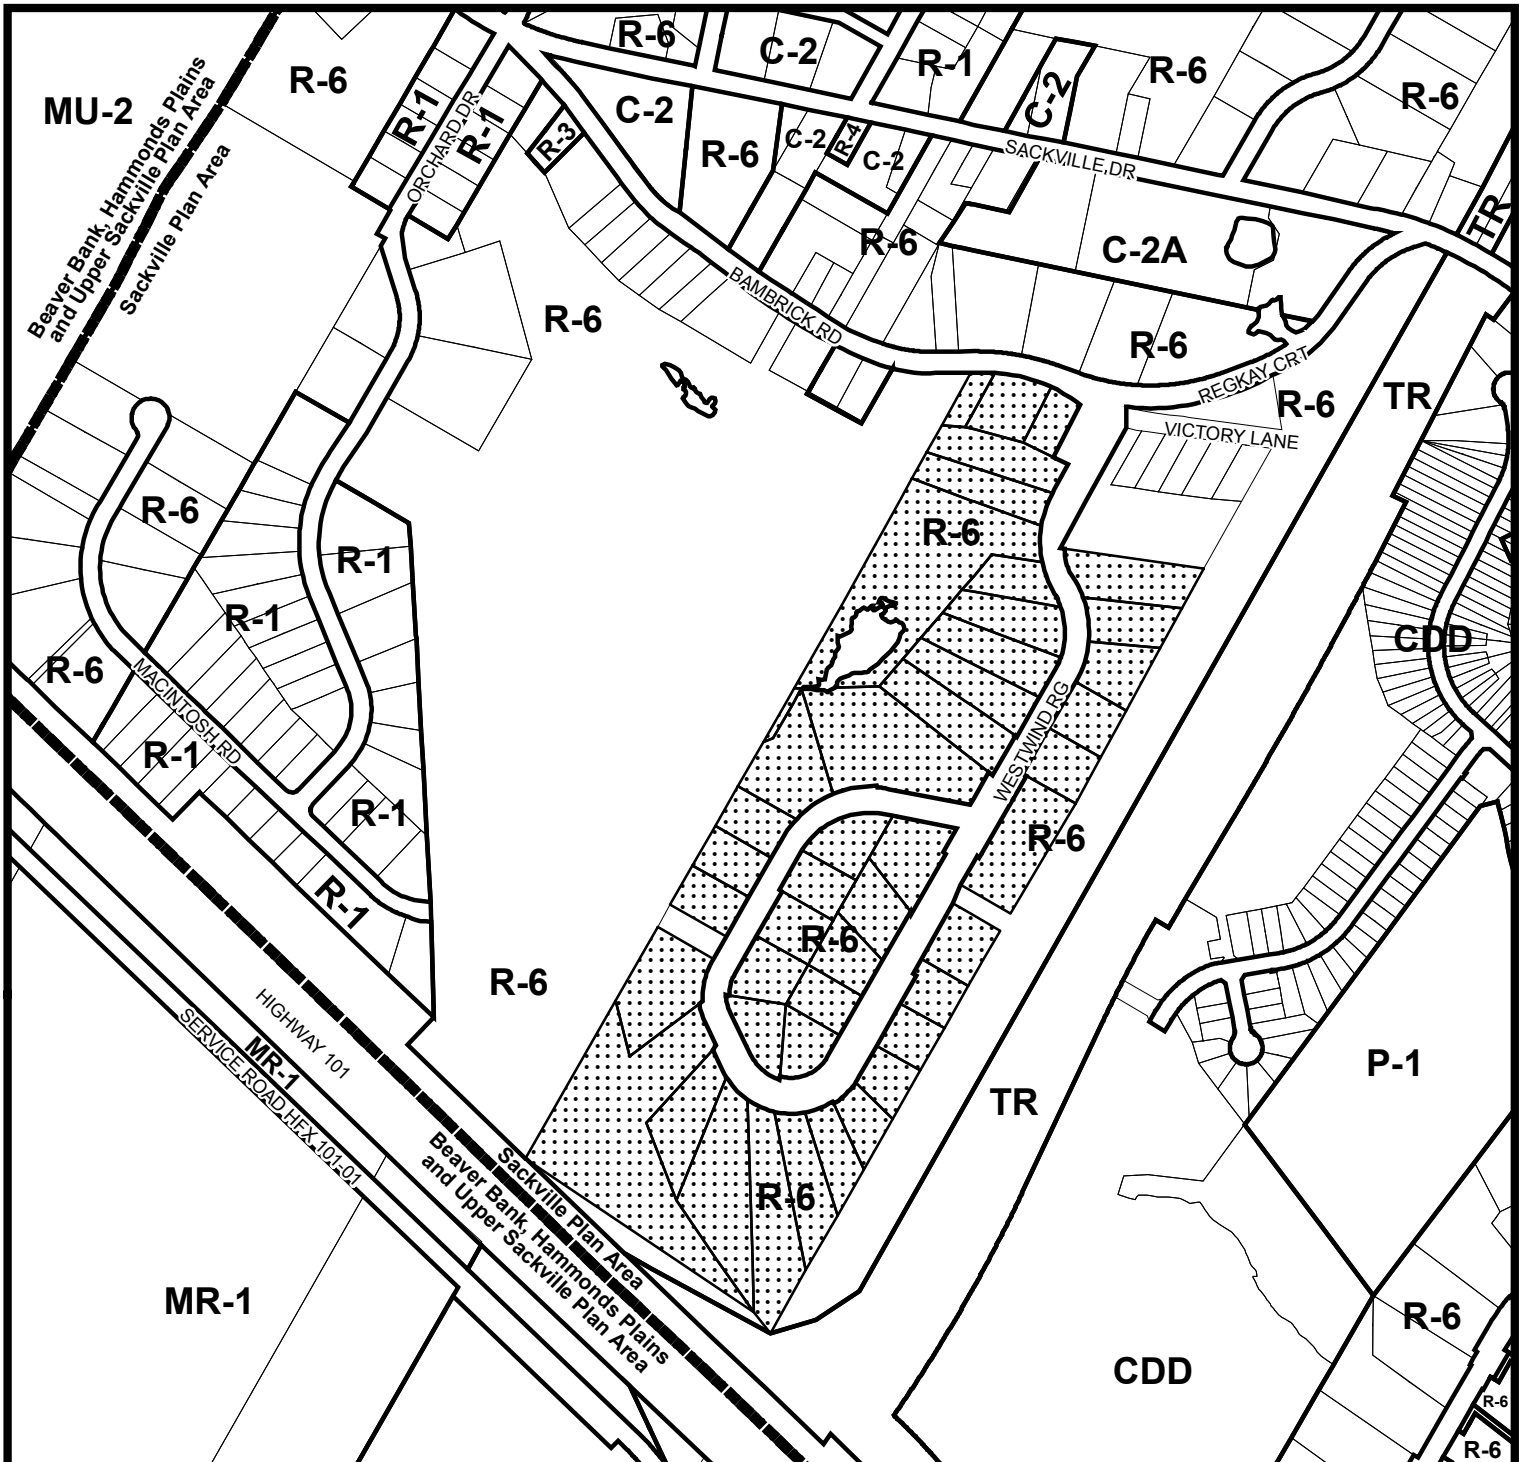 R-6
C-2
R-1
R-6
C-2
R-6
R-6
MU-2
R-1
R-1
ORCHARD DR
R-3
C-2
R-6
C-2
R-4
C-2
SACKVILLE DR
TR
Beaver Bank, Hammonds Plains
and Upper Sackville Plan Area
Sackville Plan Area
R-6
C-2A
R-6
BAMBRICK RD
R-6
REGKAY CRT
R-6
TR
VICTORY LANE
R-6
R-1
R-6
R-1
CDD
R-6
MACINTOSH RD
R-1
R-1
WESTWIND RG
R-6
R-1
R-6
R-6
HIGHWAY 101
MR-1
SERVICE ROAD HFX 101-01
P-1
TR
Sackville Plan Area
Beaver Bank, Hammonds Plains
and Upper Sackville Plan Area
R-6
MR-1
R-6
CDD
R-6
R-6